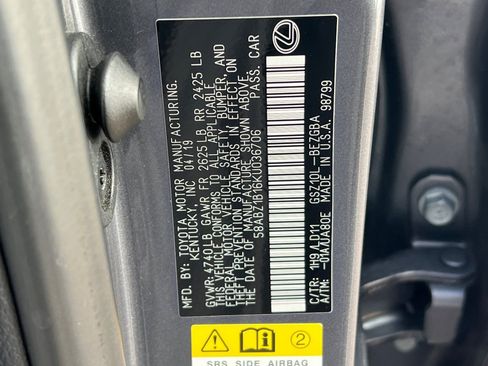 MFD. BY: TOYOTA MOTOR MANUFACTURING.
KENTUCKY, INC 04/19
GVWR: 4740LB GAWR FR 2625 LB RR 2425 LB
THIS VEHICLE CONFORMS TO ALL APPLICABLE
FEDERAL MOTOR VEHICLE SAFETY, BUMPER, AND
THEFT PREVENTION STANDARDS IN EFFECT ON
THE DATE OF MANUFACTURE SHOWN ABOVE.
58ABZ1B16KU036706 PASS. CAR
C/TR: 1H9/LD11 GSZ10L-BEZGBA
A/TM: -01A/UA80E MADE IN U.S.A. 98799
2
SRS SIDE AIRBAG